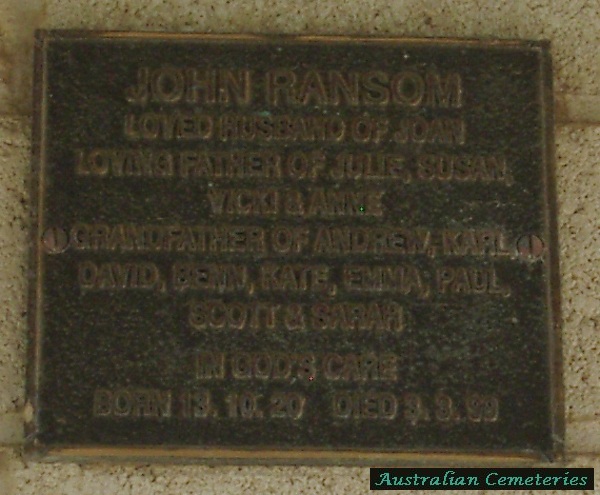 JOHN RANSOM
LOVED HUSBAND OF JOAN
LOVING FATHER OF JULIE, SUSAN,
VICKI & ANNE
GRANDFATHER OF ANDREW, KARL,
DAVID, BENN, KATE, EMMA, PAUL,
SCOTT & SARAH
IN GOD'S CARE
BORN 10. 20 DIED
Australian Cemeteries